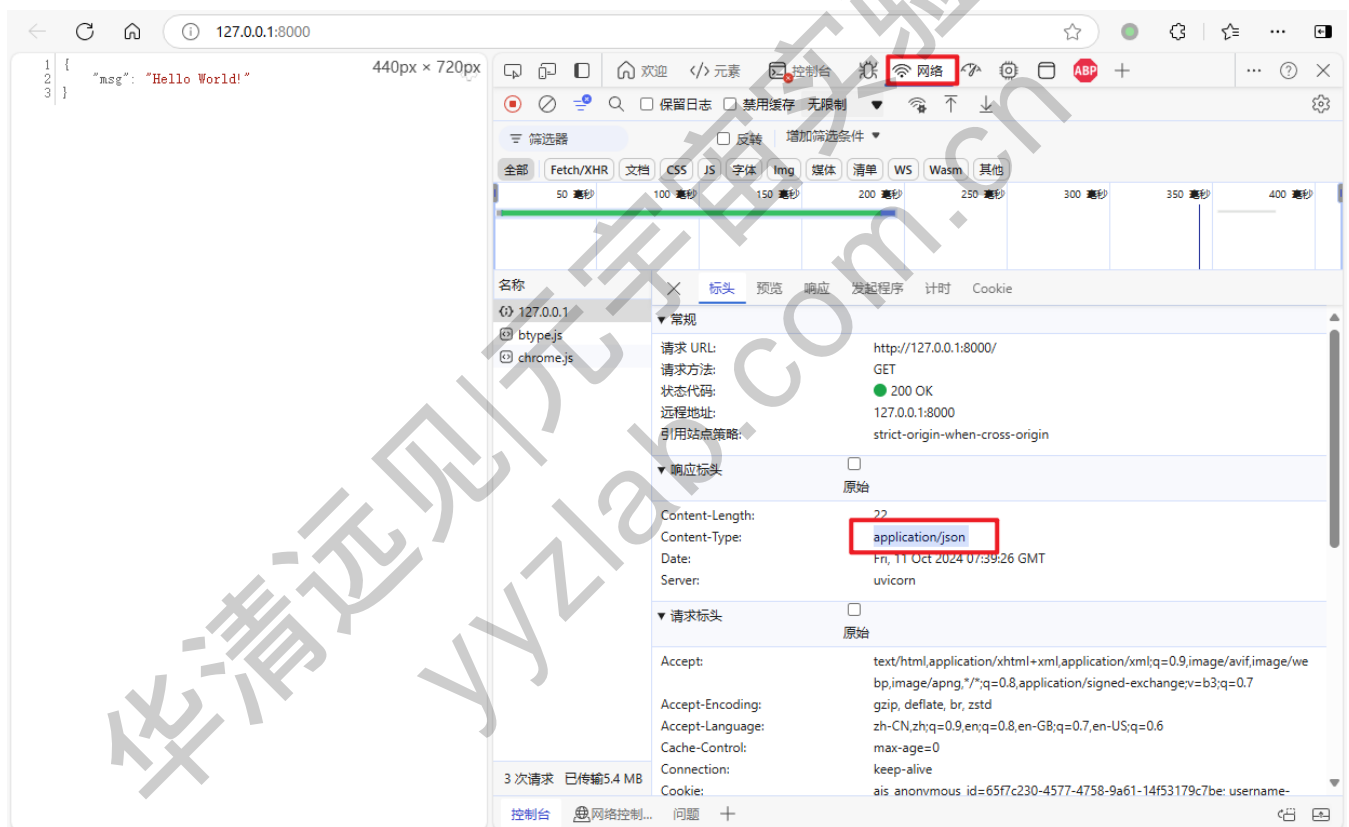 127.0.0.1:8000
1 {
2 "msg": "Hello World!"
3 }
440px × 720px
欢迎 </> 元素 控制台 网络 ABP
保留日志 禁用缓存 无限制
筛选器 反转 增加筛选条件
全部 Fetch/XHR 文档 CSS JS 字体 Img 媒体 清单 WS Wasm 其他
50 毫秒 100 毫秒 150 毫秒 200 毫秒 250 毫秒 300 毫秒 350 毫秒 400 毫秒
名称
127.0.0.1
btype.js
chrome.js
标头 预览 响应 发起程序 计时 Cookie
常规
请求 URL: http://127.0.0.1:8000/
请求方法: GET
状态代码: 200 OK
远程地址: 127.0.0.1:8000
引用站点策略: strict-origin-when-cross-origin
响应标头
原始
Content-Length: 22
Content-Type: application/json
Date: Fri, 11 Oct 2024 07:39:26 GMT
Server: uvicorn
请求标头
原始
Accept: text/html,application/xhtml+xml,application/xml;q=0.9,image/avif,image/we
bp,image/apng,*/*;q=0.8,application/signed-exchange;v=b3;q=0.7
Accept-Encoding: gzip, deflate, br, zstd
Accept-Language: zh-CN,zh;q=0.9,en;q=0.8,en-GB;q=0.7,en-US;q=0.6
Cache-Control: max-age=0
Connection: keep-alive
Cookie: ajs_anonymous_id=65f7c230-4577-4758-9a61-14f53179c7be; username-
3 次请求 已传输5.4 MB
控制台 网络控制... 问题
华清远见|元宇宙实验
yyzlab.com.cn